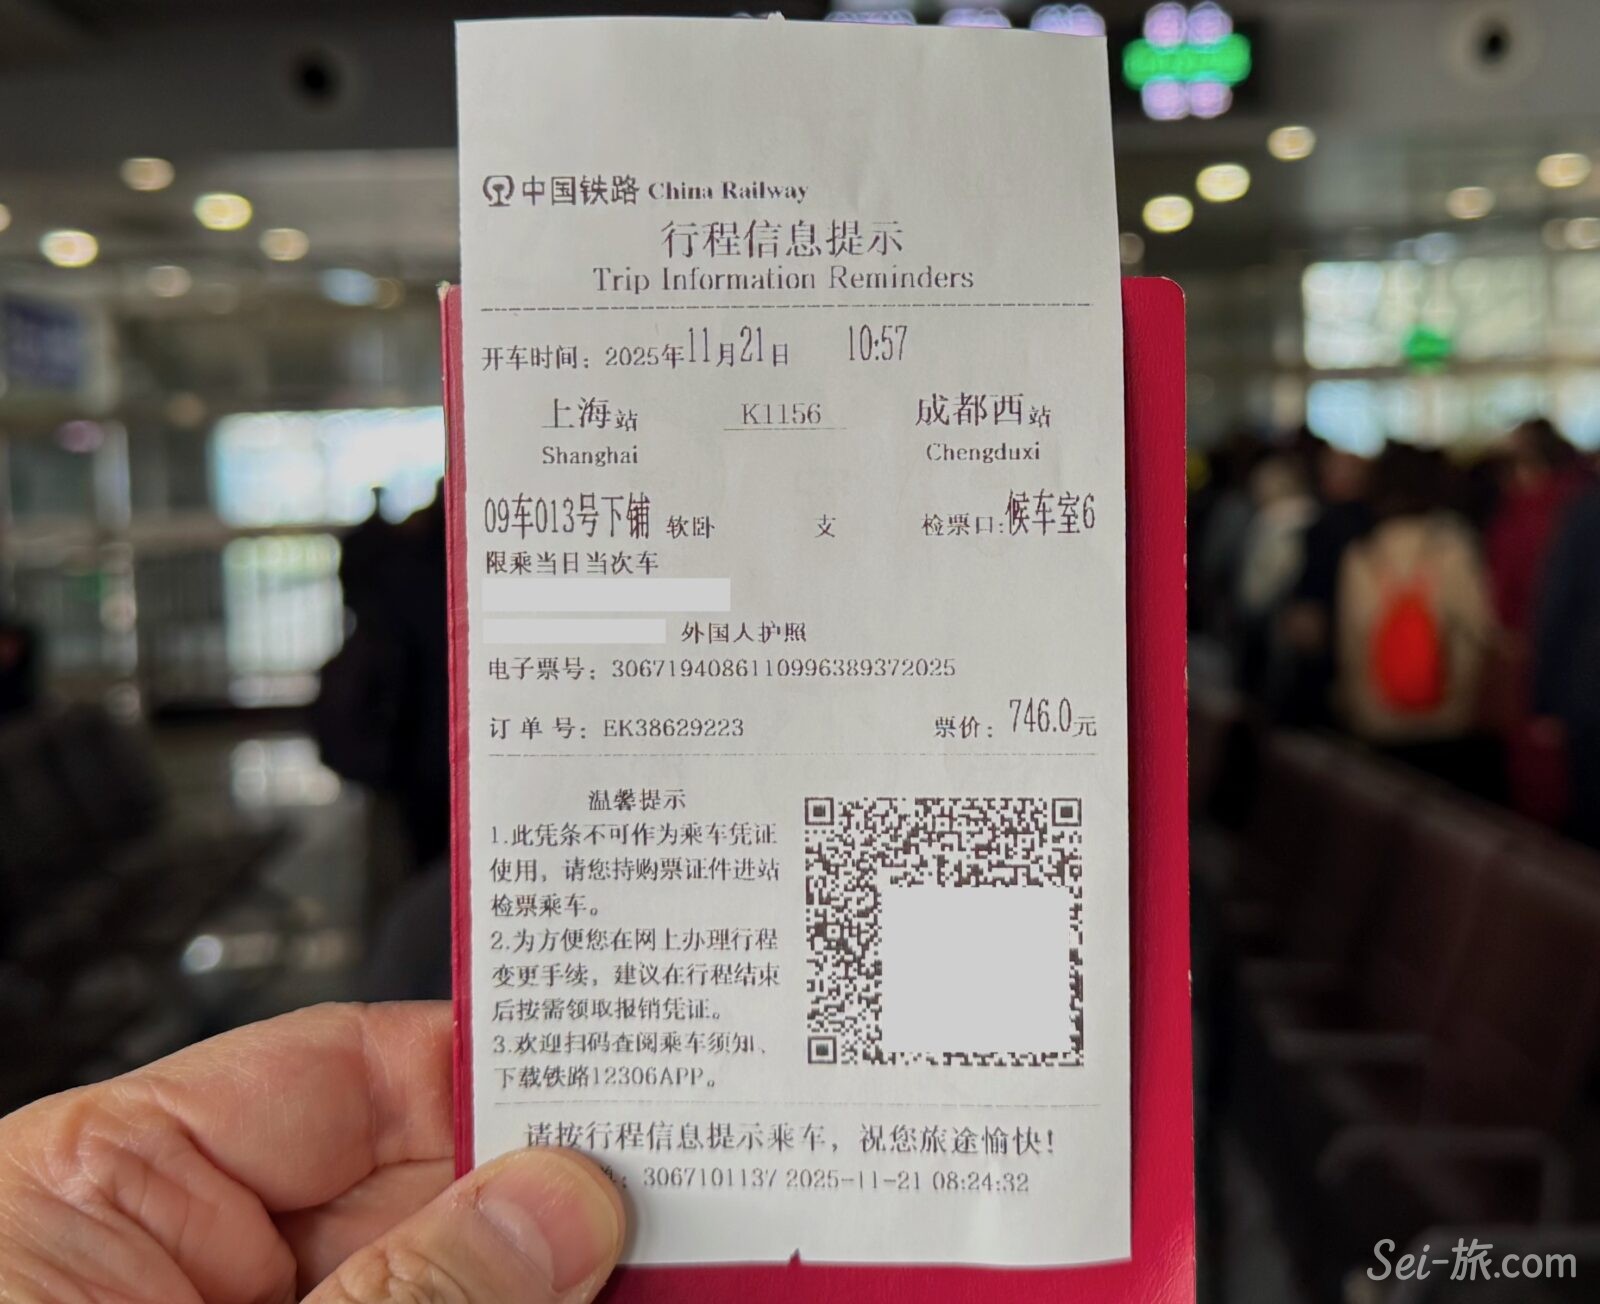 中国铁路 China Railway
行程信息提示
Trip Information Reminders
开车时间：2025年11月21日 10:57
上海站 K1156 成都西站
Shanghai Chengduxi
09车013号下铺 软卧 支 检票口:候车室6
限乘当日当次车
外国人护照
电子票号：3067194086110996389372025
订单号：EK38629223 票价：746.0元
温馨提示
1.此凭条不可作为乘车凭证
使用，请您持购票证件进站
检票乘车。
2.为方便您在网上办理行程
变更手续，建议在行程结束
后按需领取报销凭证。
3.欢迎扫码查阅乘车须知、
下载铁路12306APP。
请按行程信息提示乘车，祝您旅途愉快！
：3067101137 2025-11-21 08:24:32
Sei-旅.com